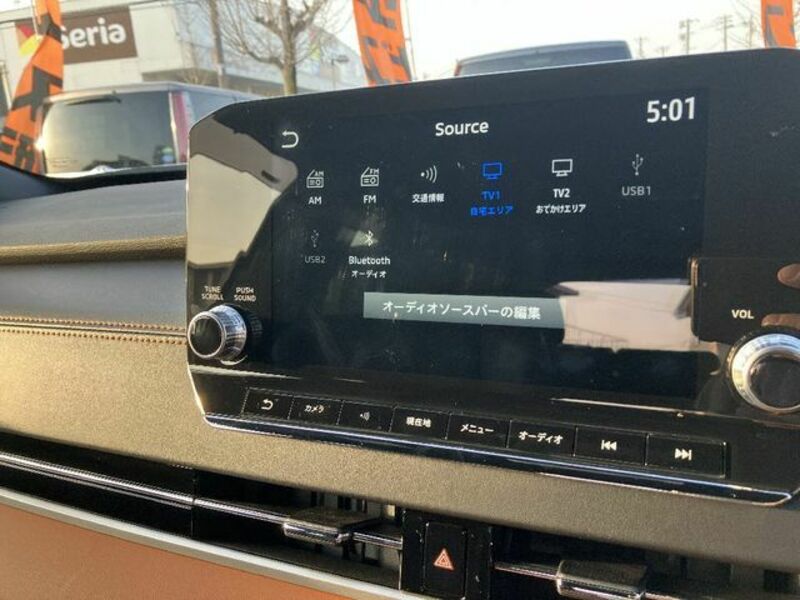 Seria
Source
5:01
AM
AM
FM
FM
交通情報
TV1
自宅エリア
TV2
おでかけエリア
USB1
USB2
Bluetooth
オーディオ
オーディオソースバーの編集
TUNE
SCROLL
PUSH
SOUND
VOL
カメラ
現在地
メニュー
オーディオ